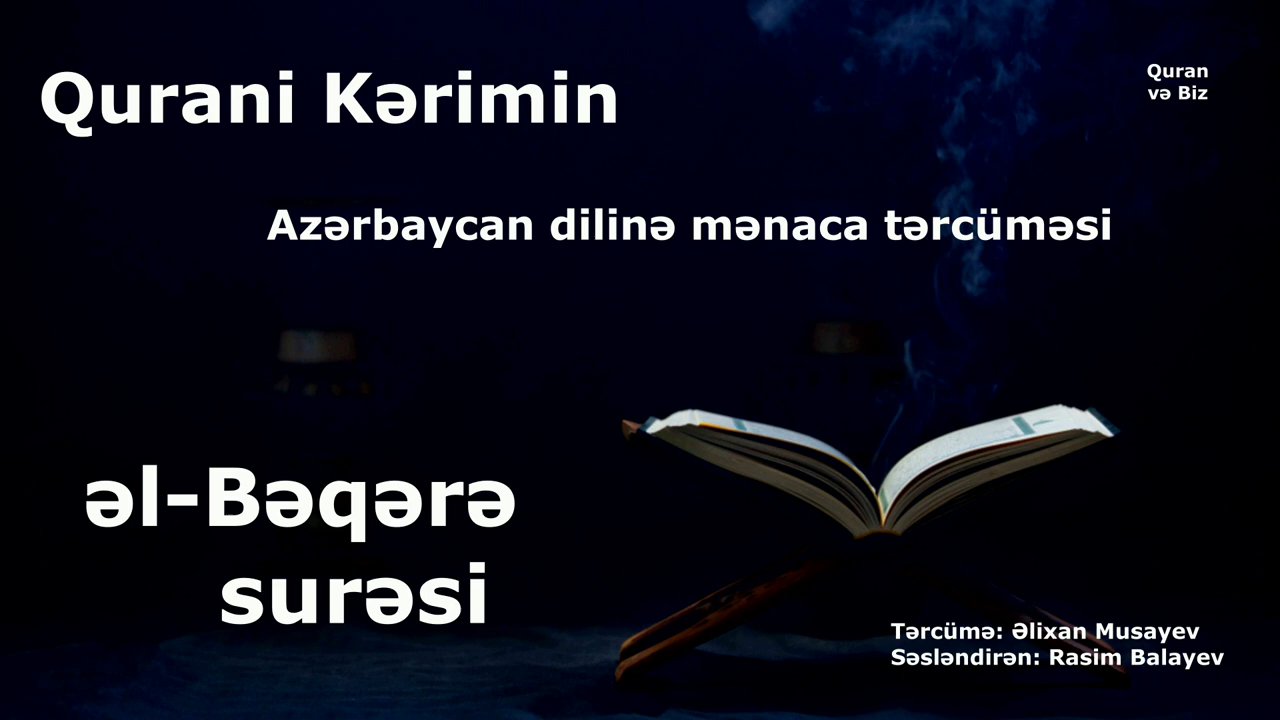 Qurani Kərimin
Quran
və Biz
Azərbaycan dilinə mənaca tərcüməsi
əl-Bəqərə
surəsi
Tərcümə: Əlixan Musayev
Səsləndirən: Rasim Balayev